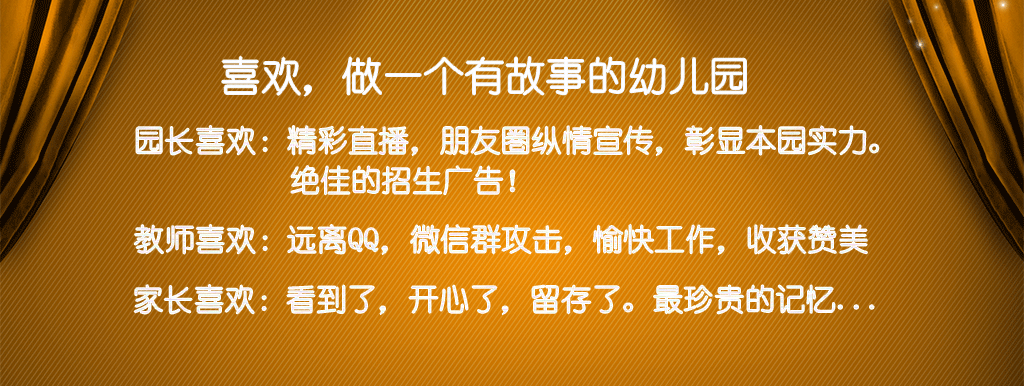 喜欢，做一个有故事的幼儿园
园长喜欢：精彩直播，朋友圈纵情宣传，彰显本园实力。
绝佳的招生广告！
教师喜欢：远离QQ，微信群攻击，愉快工作，收获赞美
家长喜欢：看到了，开心了，留存了。最珍贵的记忆...